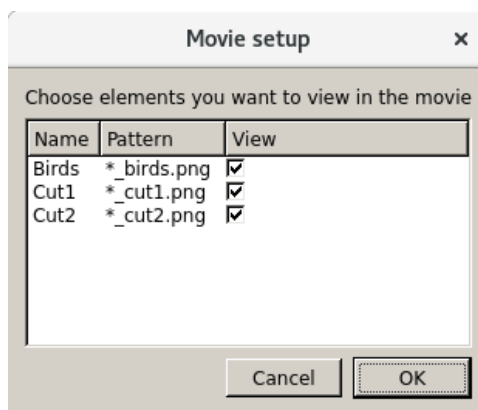 Movie setup
Choose elements you want to view in the movie
Name Pattern View
Birds *_birds.png
Cut1 *_cut1.png
Cut2 *_cut2.png
Cancel OK